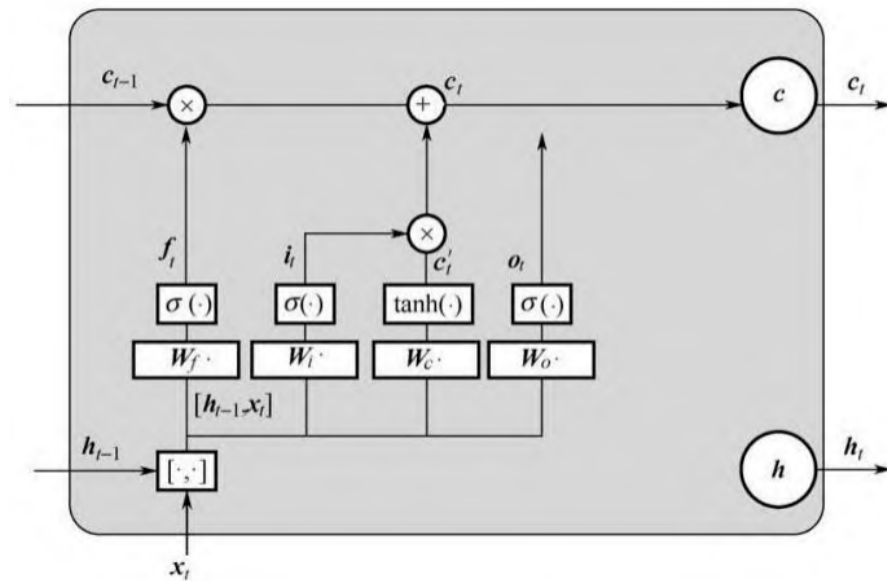 c_{t-1} × + c_t c c_t
×
f_t i_t c'_t o_t
σ(·) σ(·) tanh(·) σ(·)
W_f· W_i· W_c· W_o·
[h_{t-1},x_t]
h_{t-1} [·,·] h h_t
x_t